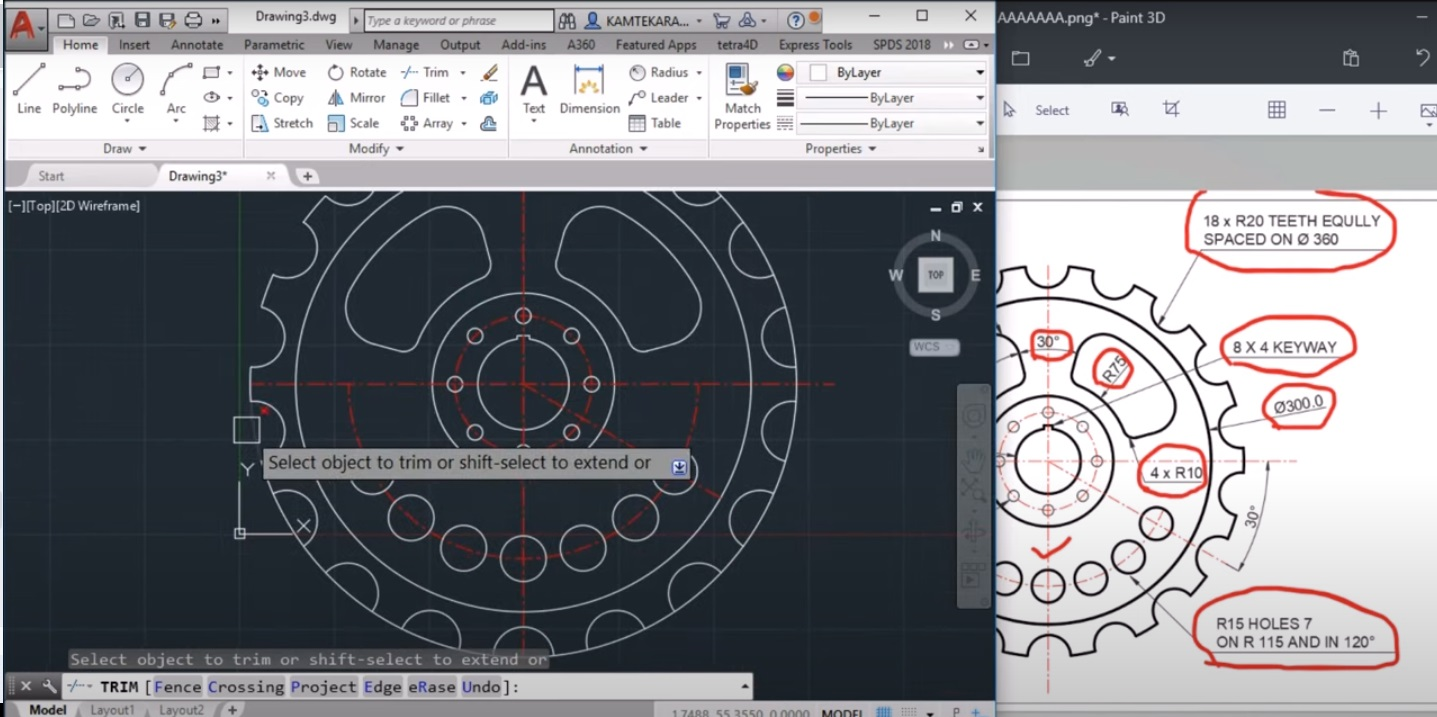 Drawing3.dwg
Type a keyword or phrase
KAMTEKARA...
AAAAAAA.png* - Paint 3D
Home Insert Annotate Parametric View Manage Output Add-ins A360 Featured Apps tetra4D Express Tools SPDS 2018
Line Polyline Circle Arc
Move Rotate Trim
Copy Mirror Fillet
Stretch Scale Array
Text Dimension
Radius
Leader
Table
Match
Properties
ByLayer
ByLayer
ByLayer
Draw Modify Annotation Properties
Select
Start Drawing3*
[−][Top][2D Wireframe]
N
W TOP E
S
WCS
Y
X
Select object to trim or shift-select to extend or
Select object to trim or shift-select to extend or
TRIM [Fence Crossing Project Edge eRase Undo]:
Model Layout1 Layout2
1.7488, 55.3550, 0.0000 MODEL
18 x R20 TEETH EQULLY
SPACED ON Ø 360
30°
8 X 4 KEYWAY
R75
Ø300.0
4 x R10
30°
R15 HOLES 7
ON R 115 AND IN 120°